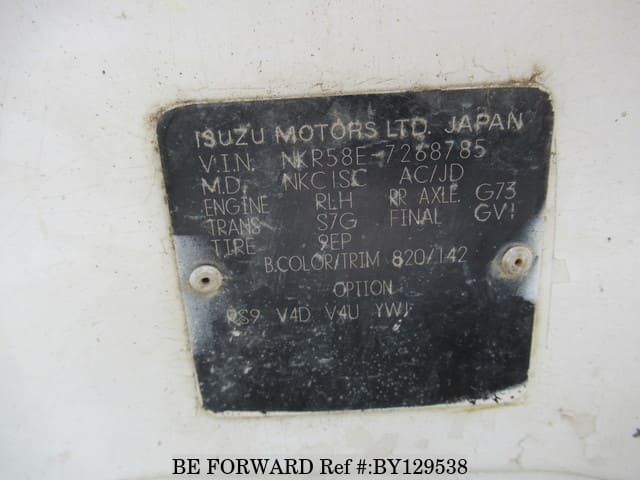 ISUZU MOTORS LTD. JAPAN
V.I.N. NKR58E-7268785
M.D. NKC1SC AC/JD
ENGINE RLH RR AXLE. G73
TRANS S7G FINAL GV1
TIRE 9EP
B.COLOR/TRIM 820/142
OPTION
RS9 V4D V4U YWJ
BE FORWARD Ref #:BY129538